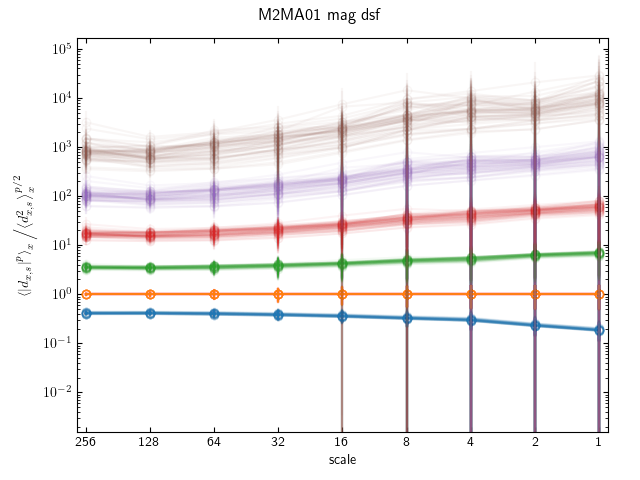 M2MA01 mag dsf
10^5
10^4
10^3
10^2
10^1
10^0
10^-1
10^-2
⟨|d_{x,s}|^p⟩_x / ⟨d^2_{x,s}⟩_x^{p/2}
256 128 64 32 16 8 4 2 1
scale